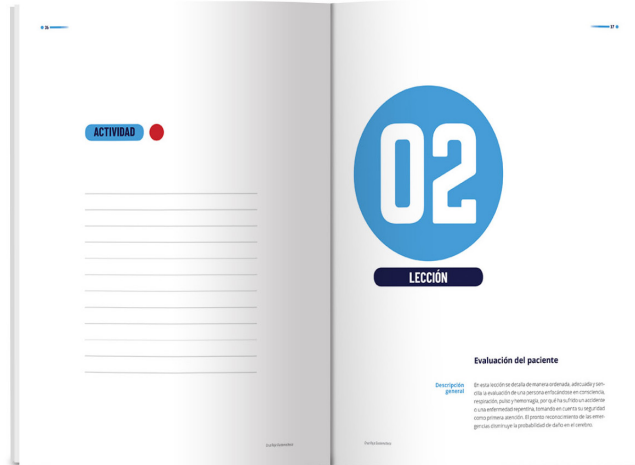 26
ACTIVIDAD
37
02
LECCIÓN
Evaluación del paciente
Descripción
general
En esta lección se detalla de manera ordenada, adecuada y sen-
cilla la evaluación de una persona enfocándose en consciencia,
respiración, pulso y hemorragia, por qué ha sufrido un accidente
o una enfermedad repentina, tomando en cuenta su seguridad
como primera atención. El pronto reconocimiento de las emer-
gencias disminuye la probabilidad de daño en el cerebro.